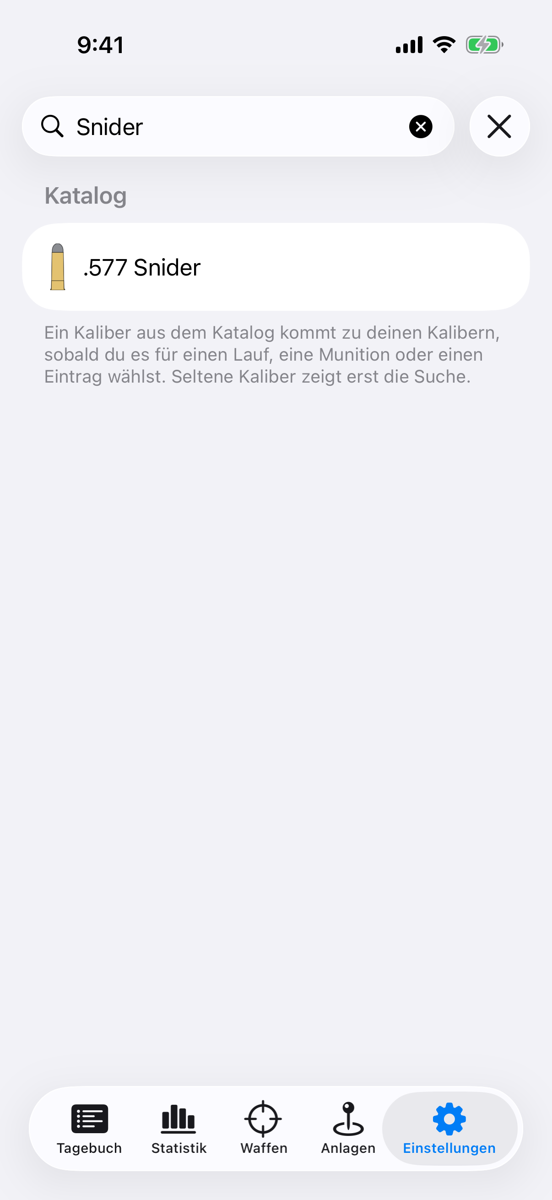 9:41
Snider
Katalog
.577 Snider
Ein Kaliber aus dem Katalog kommt zu deinen Kalibern,
sobald du es für einen Lauf, eine Munition oder einen
Eintrag wählst. Seltene Kaliber zeigt erst die Suche.
Tagebuch Statistik Waffen Anlagen Einstellungen